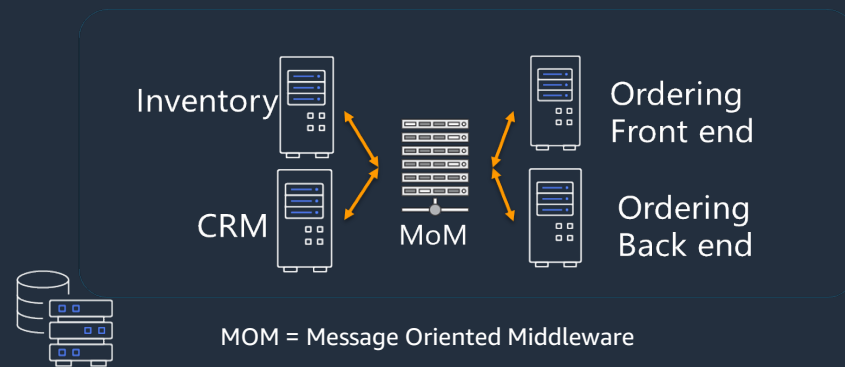 Inventory
CRM
MoM
Ordering
Front end
Ordering
Back end
MOM = Message Oriented Middleware